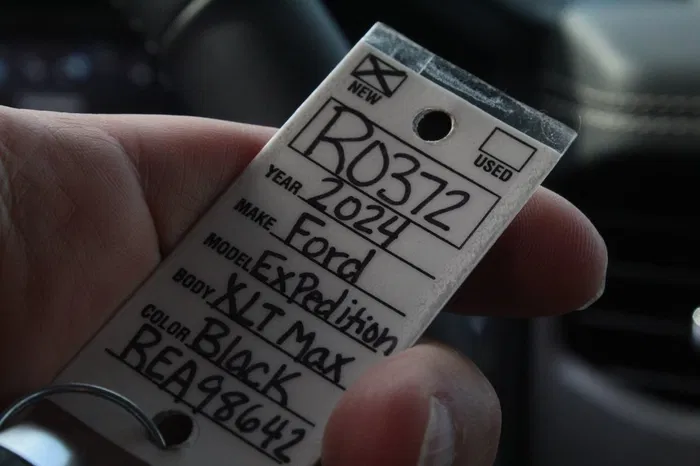 NEW
USED
R0372
YEAR 2024
MAKE Ford
MODEL ExPedition
BODY XLT Max
COLOR Black
REA98642